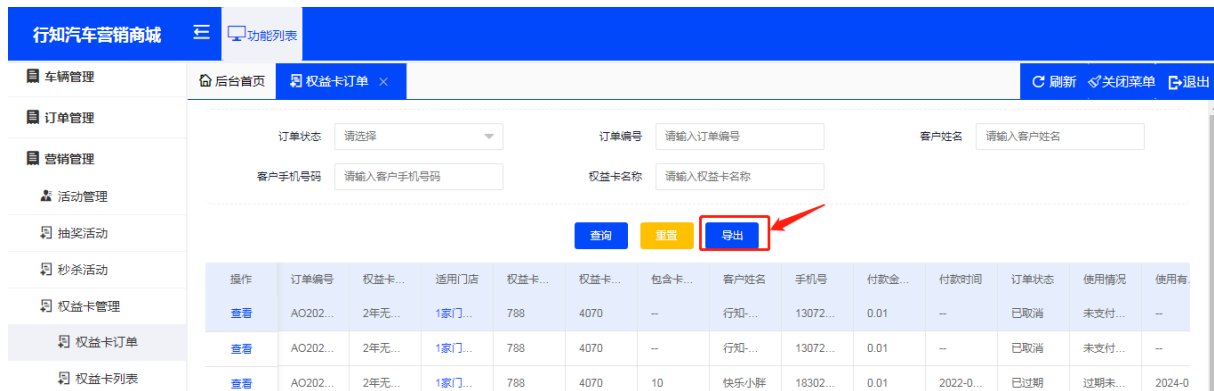 行知汽车营销商城 功能列表
车辆管理 后台首页 权益卡订单 × 刷新 关闭菜单 退出
订单管理
订单状态 请选择 订单编号 请输入订单编号 客户姓名 请输入客户姓名
营销管理
客户手机号码 请输入客户手机号码 权益卡名称 请输入权益卡名称
活动管理
抽奖活动 查询 重置 导出
秒杀活动
操作 订单编号 权益卡... 适用门店 权益卡... 权益卡... 包含卡... 客户姓名 手机号 付款金... 付款时间 订单状态 使用情况 使用有
权益卡管理
查看 AO202... 2年无... 1家门... 788 4070 -- 行知-... 13072... 0.01 -- 已取消 未支付... --
权益卡订单
查看 AO202... 2年无... 1家门... 788 4070 -- 行知-... 13072... 0.01 -- 已取消 未支付... --
权益卡列表
查看 AO202... 2年无... 1家门... 788 4070 10 快乐小胖 18302... 0.01 2022-0... 已过期 过期未... 2024-0